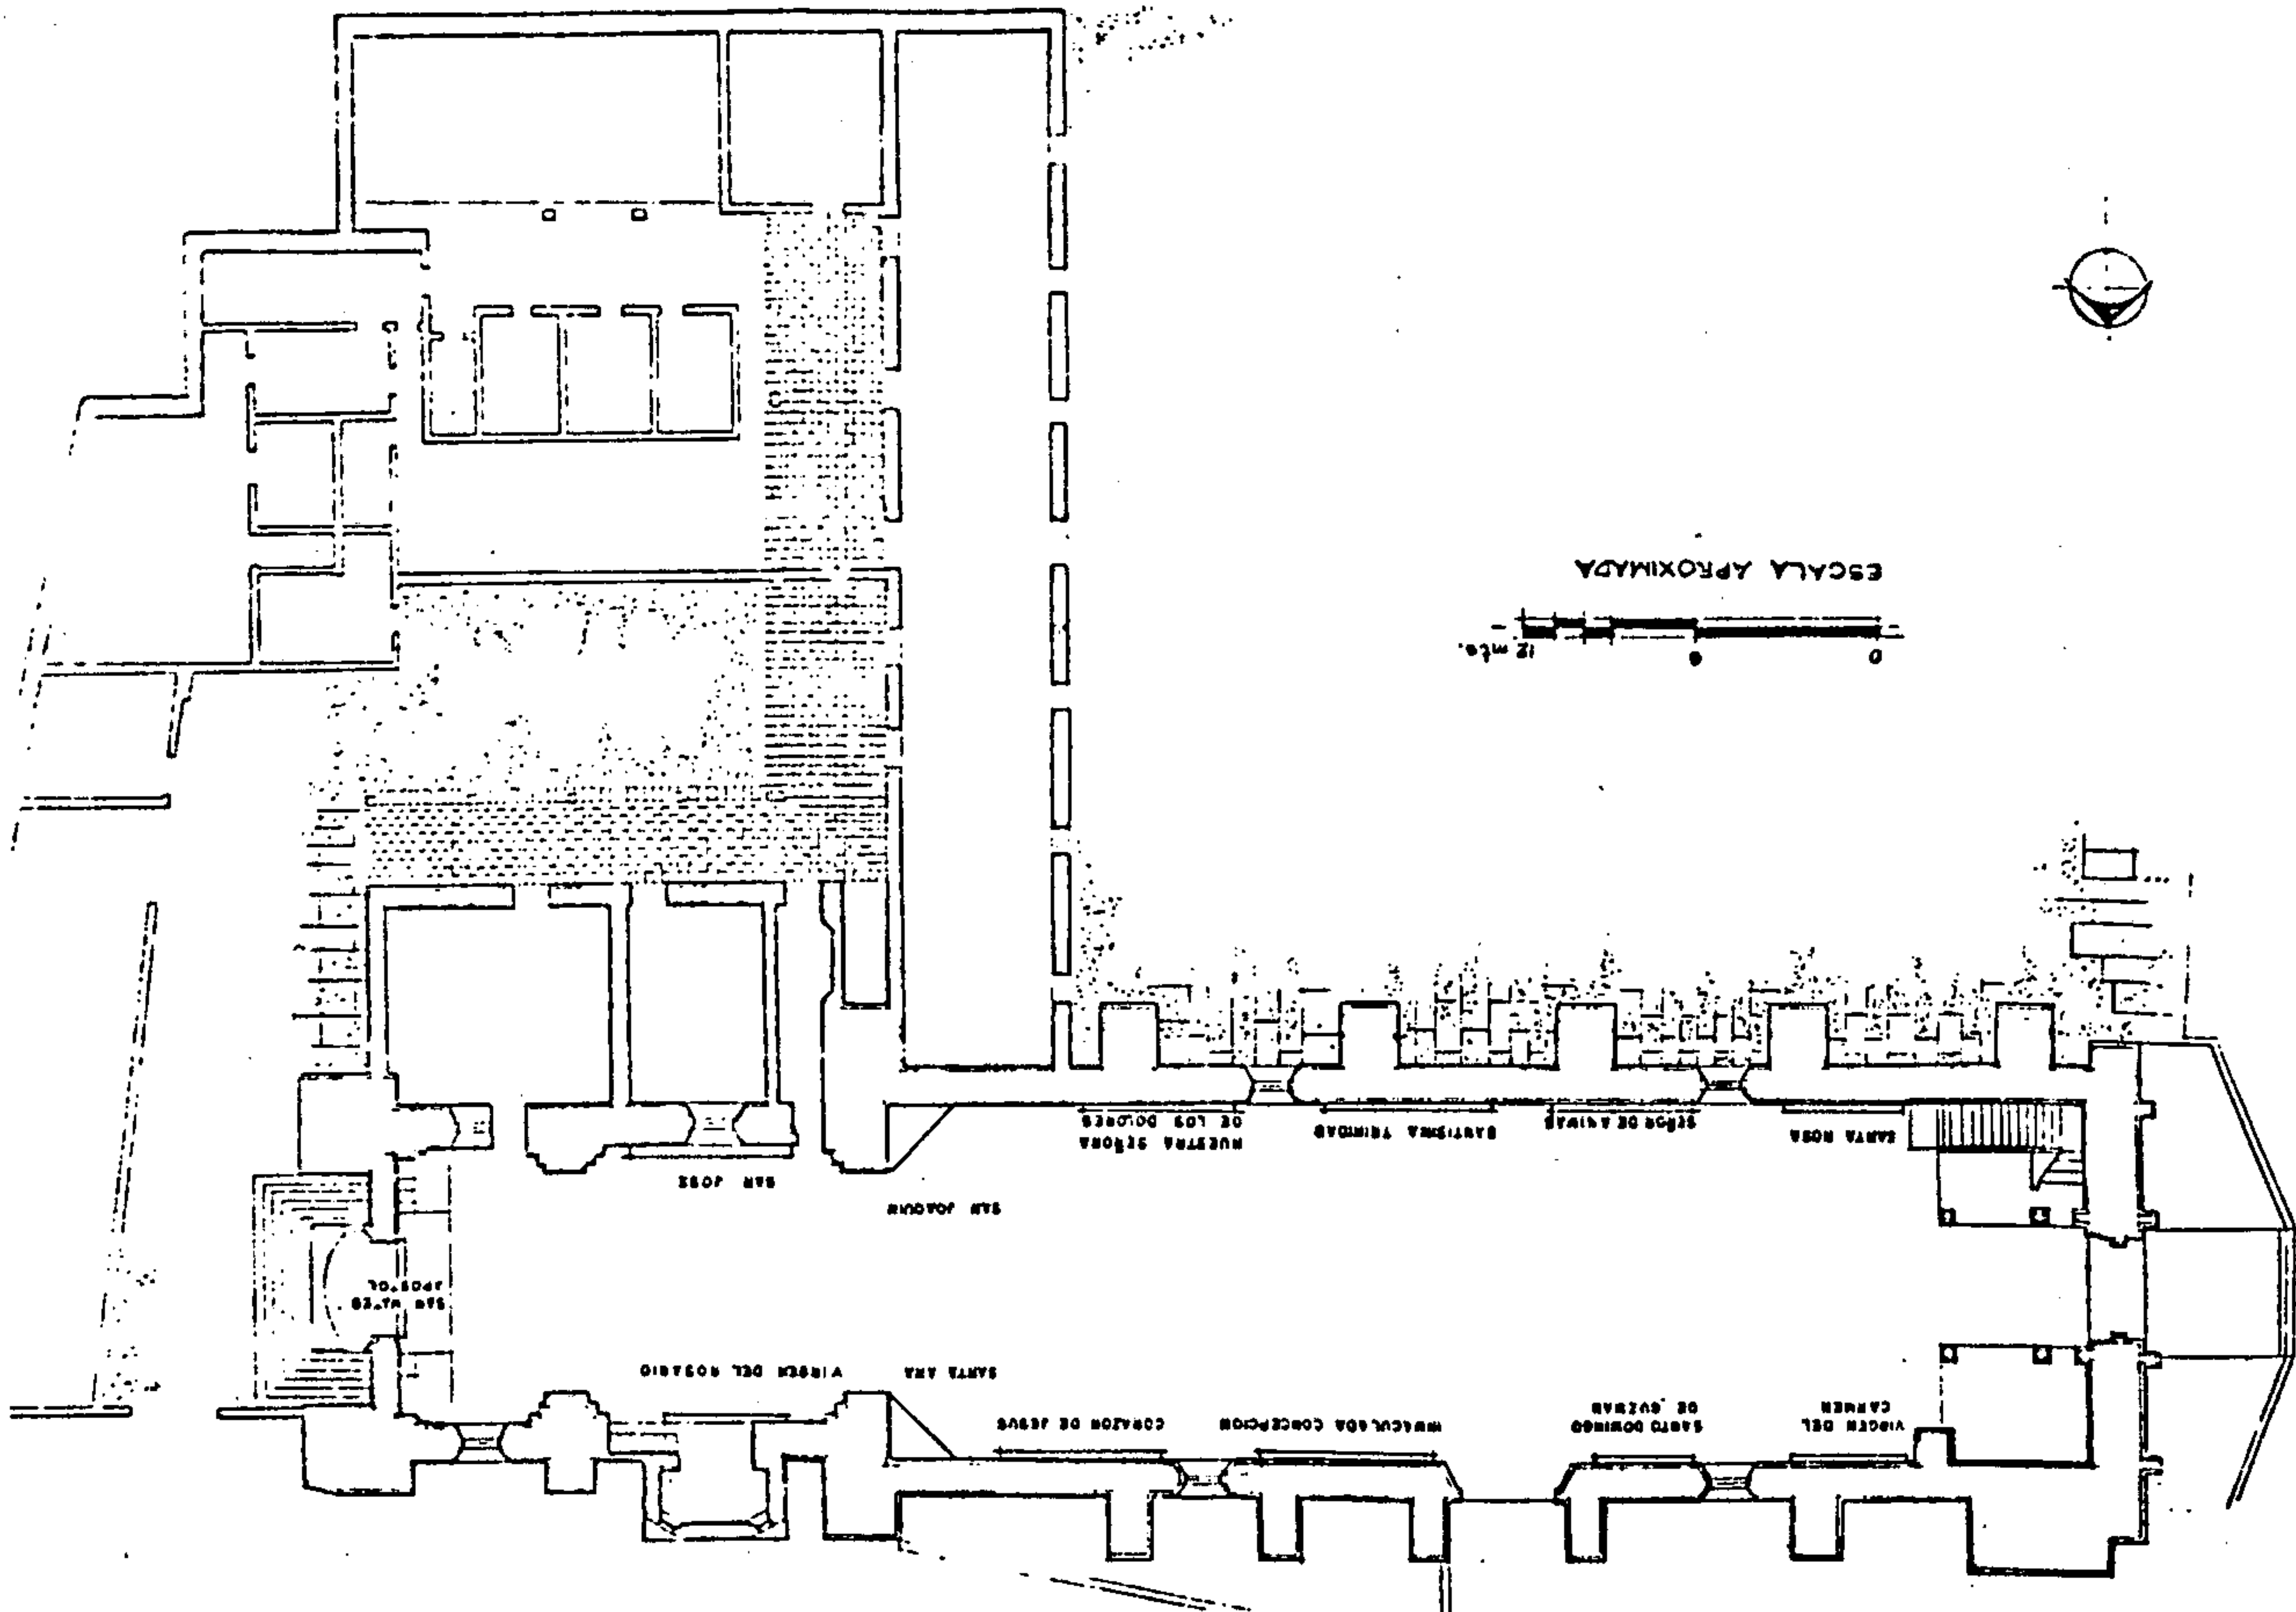 VIRGEN DEL
CARMEN
SANTO DOMINGO
DE GUZMAN
INMACULADA CONCEPCION
CORAZON DE JESUS
SANTA ANA
VIRGEN DEL ROSARIO
SAN MATEO
APOSTOL
SAN JOAQUIN
SAN JOSE
SANTA ROSA
SEÑOR DE ANIMAS
SANTISIMA TRINIDAD
NUESTRA SEÑORA
DE LOS DOLORES
0 6 12 mts.
ESCALA APROXIMADA